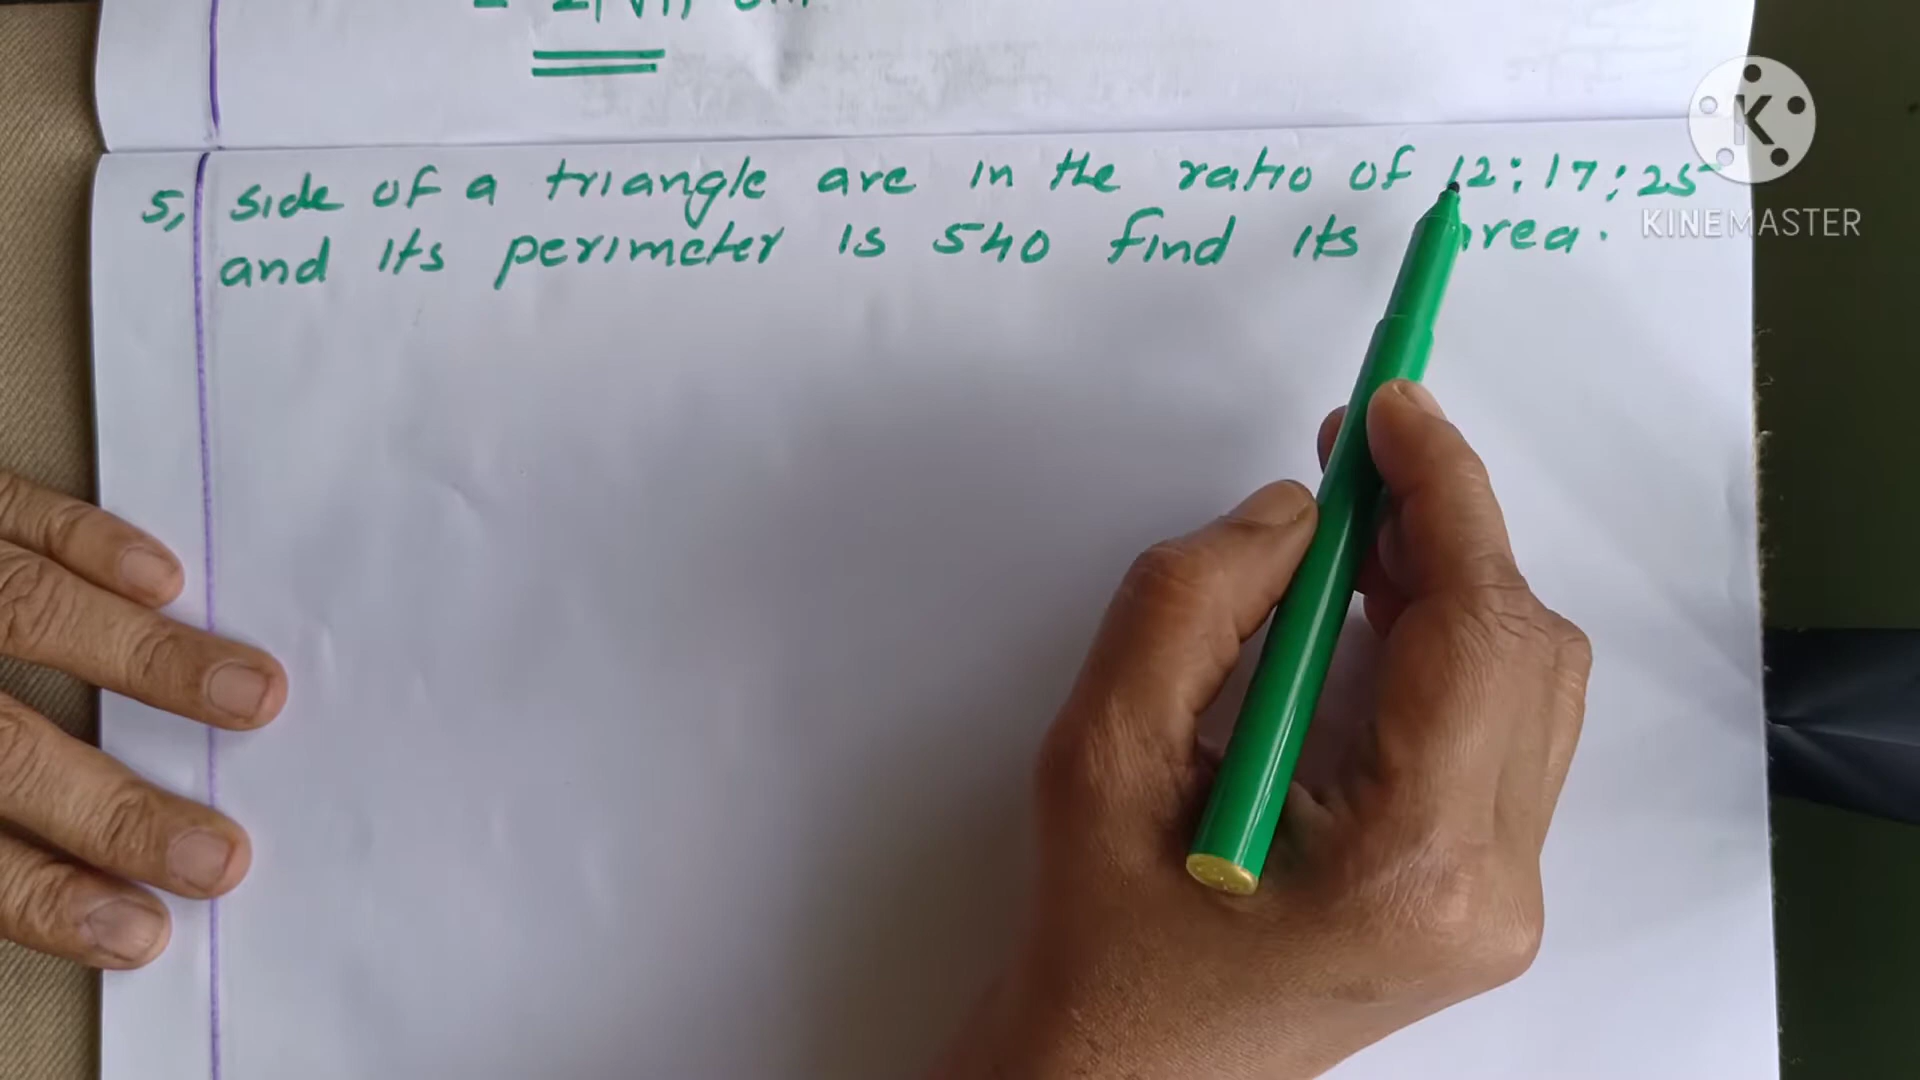 5, side of a triangle are in the ratio of 12:17:25
and its perimeter is 540 find its area.
K
KINEMASTER